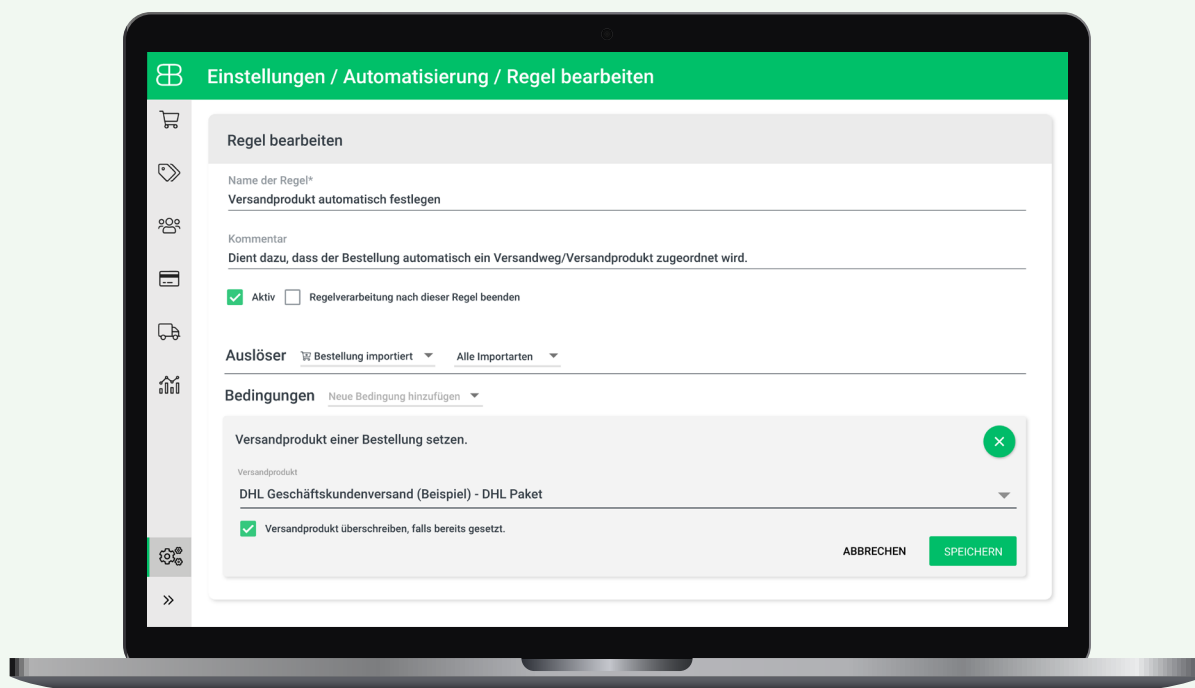 Einstellungen / Automatisierung / Regel bearbeiten
Regel bearbeiten
Name der Regel*
Versandprodukt automatisch festlegen
Kommentar
Dient dazu, dass der Bestellung automatisch ein Versandweg/Versandprodukt zugeordnet wird.
Aktiv Regelverarbeitung nach dieser Regel beenden
Auslöser Bestellung importiert Alle Importarten
Bedingungen Neue Bedingung hinzufügen
Versandprodukt einer Bestellung setzen.
Versandprodukt
DHL Geschäftskundenversand (Beispiel) - DHL Paket
Versandprodukt überschreiben, falls bereits gesetzt.
ABBRECHEN SPEICHERN